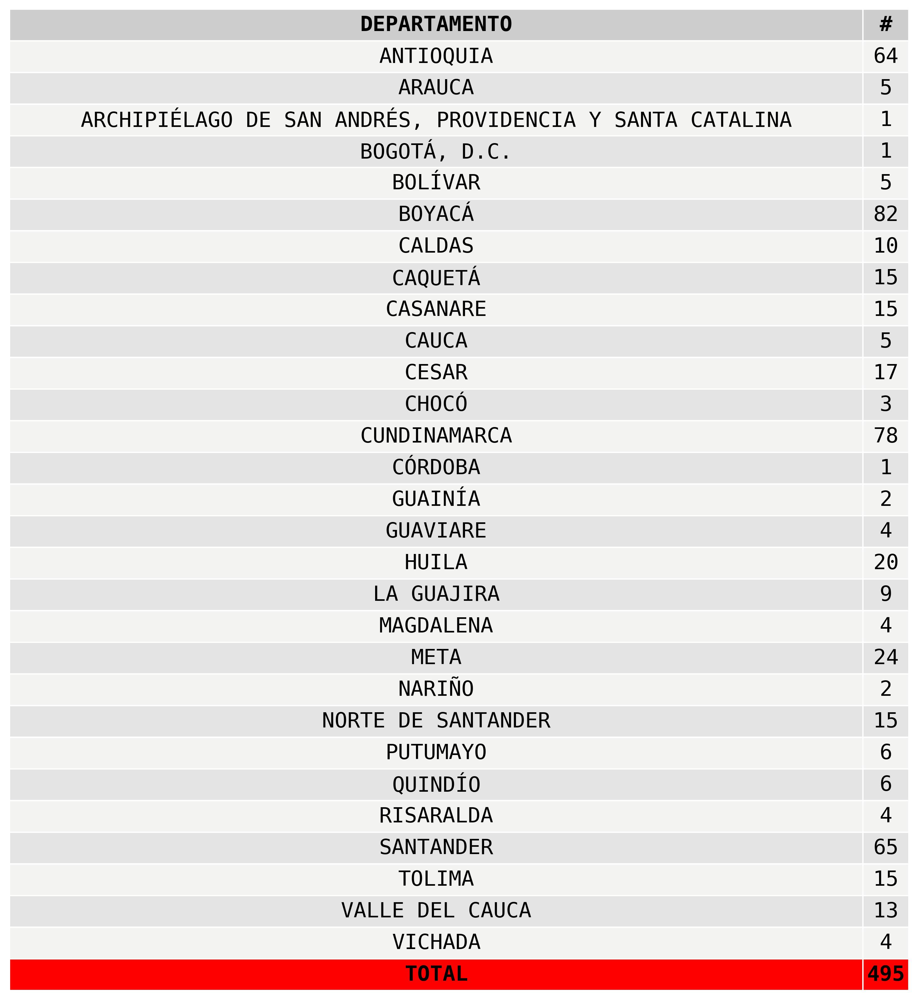 DEPARTAMENTO #
ANTIOQUIA 64
ARAUCA 5
ARCHIPIÉLAGO DE SAN ANDRÉS, PROVIDENCIA Y SANTA CATALINA 1
BOGOTÁ, D.C. 1
BOLÍVAR 5
BOYACÁ 82
CALDAS 10
CAQUETÁ 15
CASANARE 15
CAUCA 5
CESAR 17
CHOCÓ 3
CUNDINAMARCA 78
CÓRDOBA 1
GUAINÍA 2
GUAVIARE 4
HUILA 20
LA GUAJIRA 9
MAGDALENA 4
META 24
NARIÑO 2
NORTE DE SANTANDER 15
PUTUMAYO 6
QUINDÍO 6
RISARALDA 4
SANTANDER 65
TOLIMA 15
VALLE DEL CAUCA 13
VICHADA 4
TOTAL 495